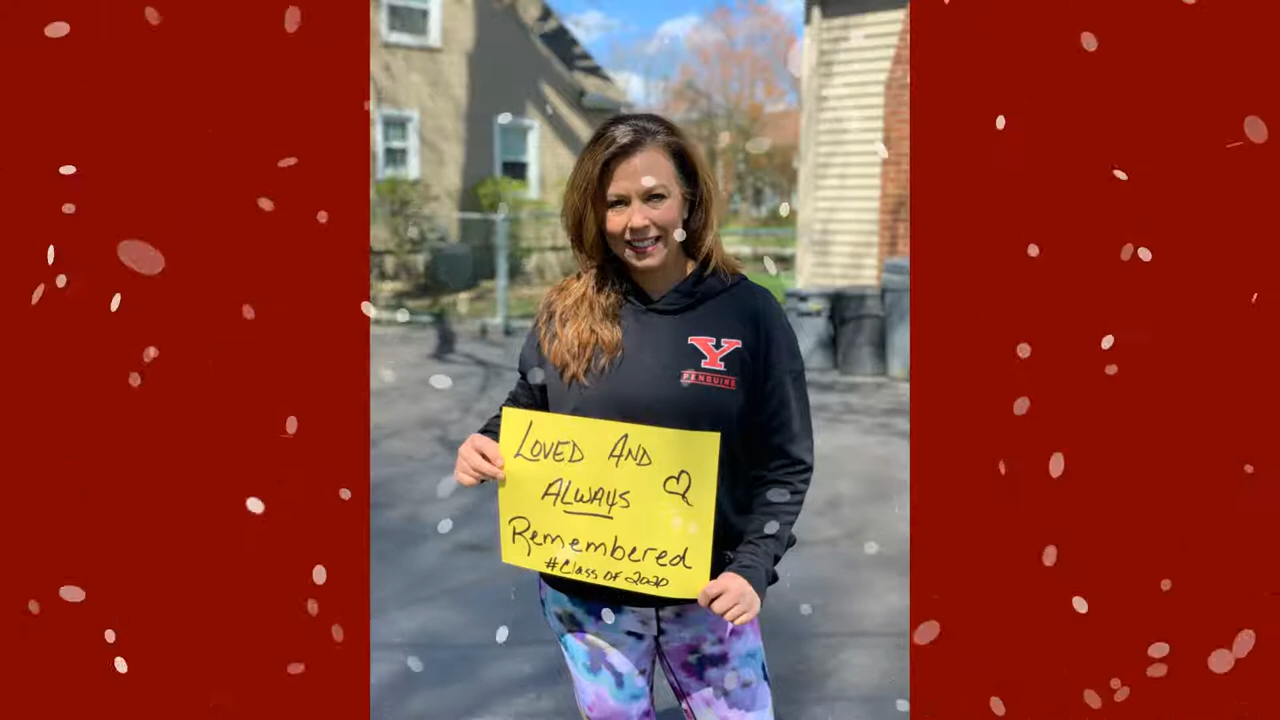 Y
PENGUINS
LOVED AND
ALWAYS
Remembered
#Class of 2020